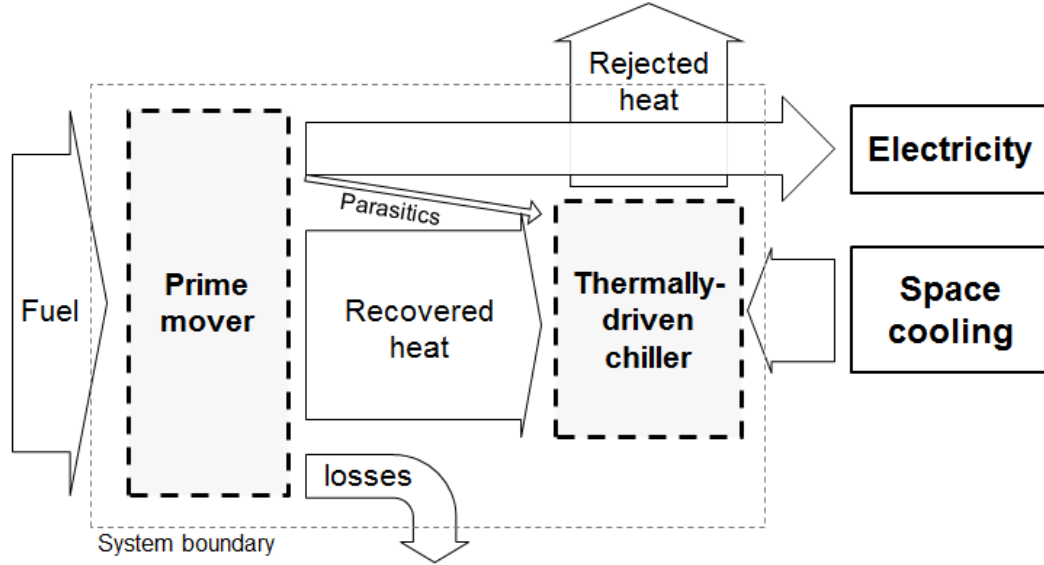 Rejected
heat
Electricity
Parasitics
Fuel
Prime
mover
Recovered
heat
Thermally-
driven
chiller
Space
cooling
losses
System boundary